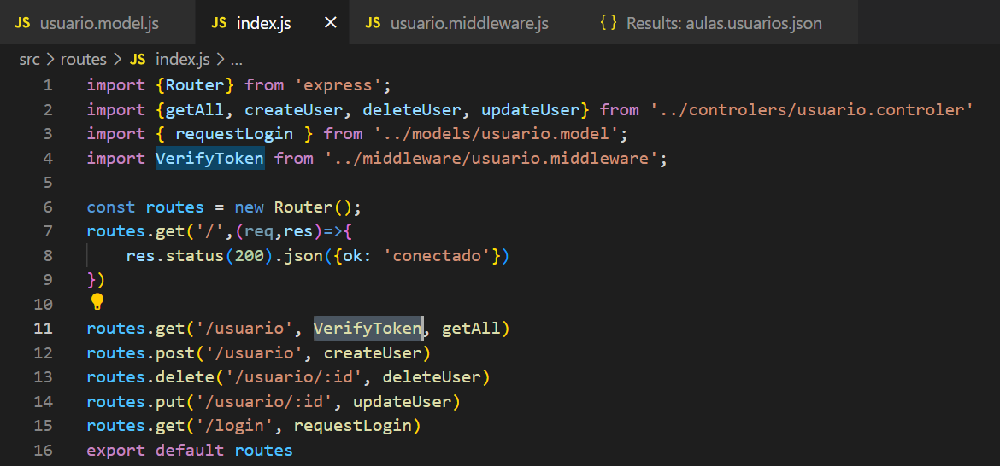 JS usuario.model.js JS index.js × JS usuario.middleware.js {} Results: aulas.usuarios.json
src > routes > JS index.js > ...
1 import {Router} from 'express';
2 import {getAll, createUser, deleteUser, updateUser} from '../controlers/usuario.controler'
3 import { requestLogin } from '../models/usuario.model';
4 import VerifyToken from '../middleware/usuario.middleware';
5
6 const routes = new Router();
7 routes.get('/',(req,res)=>{
8     res.status(200).json({ok: 'conectado'})
9 })
10
11 routes.get('/usuario', VerifyToken, getAll)
12 routes.post('/usuario', createUser)
13 routes.delete('/usuario/:id', deleteUser)
14 routes.put('/usuario/:id', updateUser)
15 routes.get('/login', requestLogin)
16 export default routes